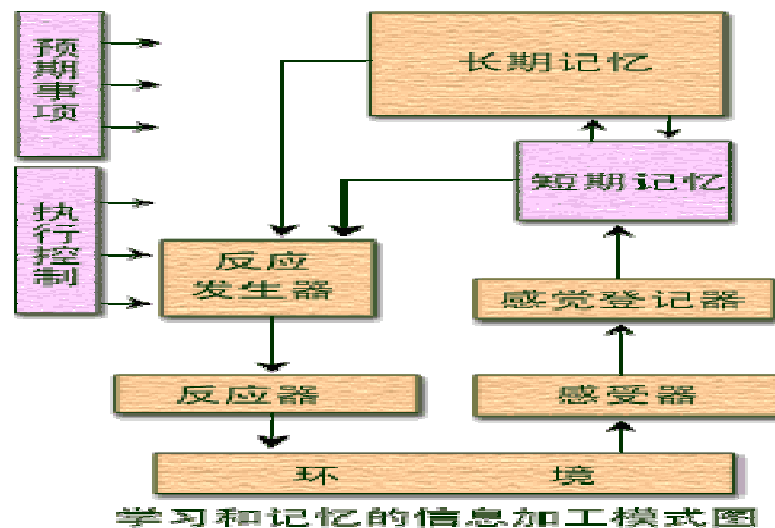 预期事项
长期记忆
短期记忆
执行控制
反应
发生器
感觉登记器
反应器
感受器
环 境
学习和记忆的信息加工模式图